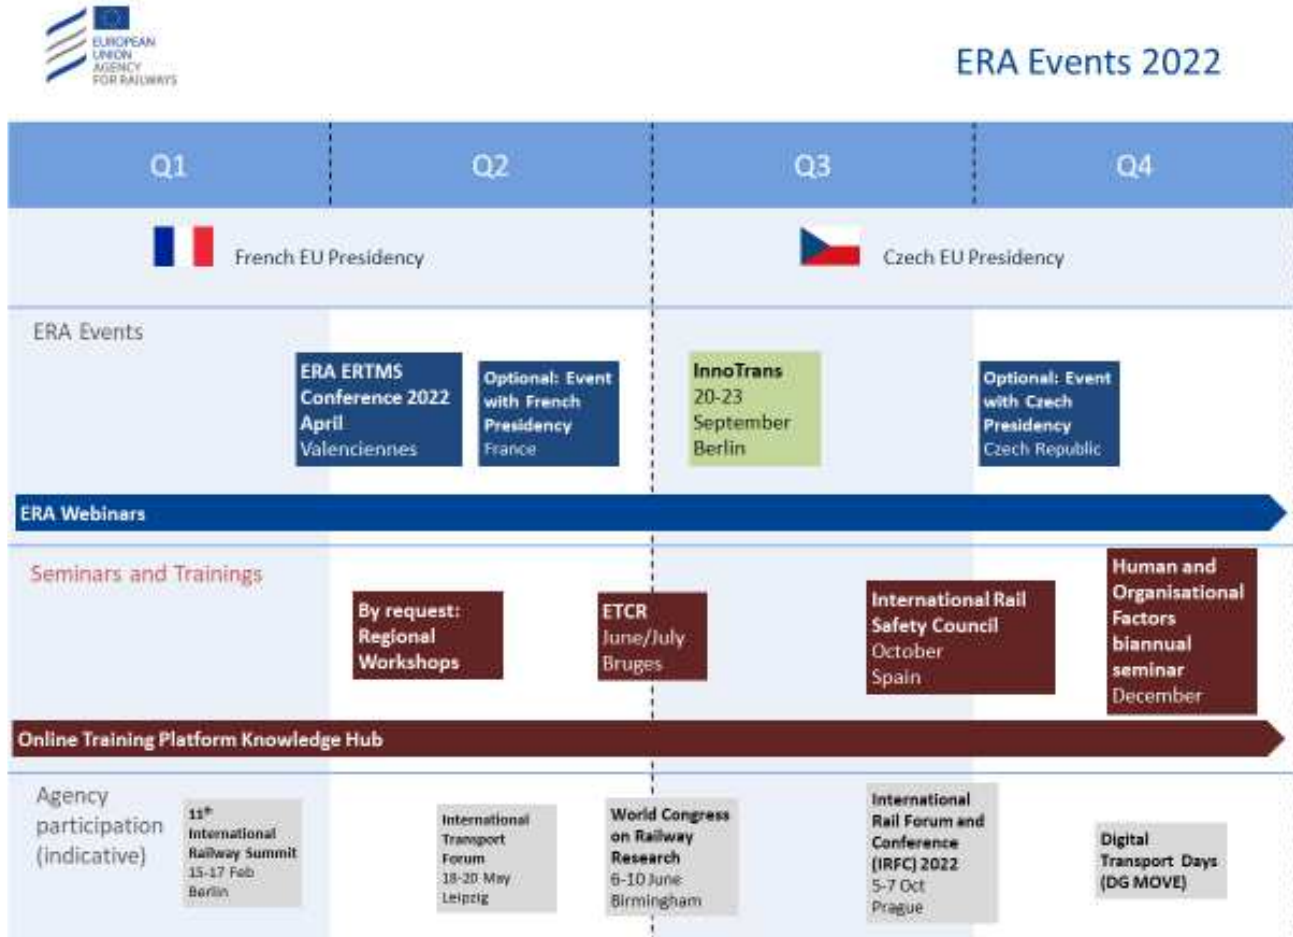 EUROPEAN
UNION
AGENCY
FOR RAILWAYS
ERA Events 2022
Q1
Q2
Q3
Q4
French EU Presidency
Czech EU Presidency
ERA Events
ERA ERTMS
Conference 2022
April
Valenciennes
Optional: Event
with French
Presidency
France
InnoTrans
20-23
September
Berlin
Optional: Event
with Czech
Presidency
Czech Republic
ERA Webinars
Seminars and Trainings
By request:
Regional
Workshops
ETCR
June/July
Bruges
International Rail
Safety Council
October
Spain
Human and
Organisational
Factors
biannual
seminar
December
Online Training Platform Knowledge Hub
Agency
participation
(indicative)
11th
International
Railway Summit
15-17 Feb
Berlin
International
Transport
Forum
18-20 May
Leipzig
World Congress
on Railway
Research
6-10 June
Birmingham
International
Rail Forum and
Conference
(IRFC) 2022
5-7 Oct
Prague
Digital
Transport Days
(DG MOVE)